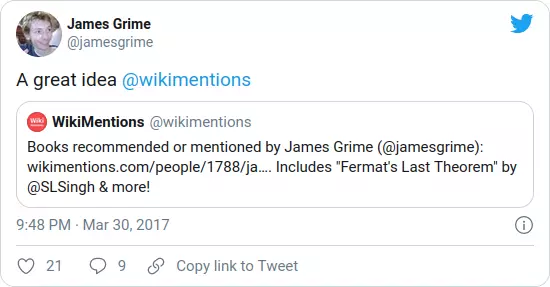 James Grime
@jamesgrime
A great idea @wikimentions
Wiki
WikiMentions @wikimentions
Books recommended or mentioned by James Grime (@jamesgrime):
wikimentions.com/people/1788/ja…. Includes "Fermat's Last Theorem" by
@SLSingh & more!
9:48 PM · Mar 30, 2017
21 9 Copy link to Tweet